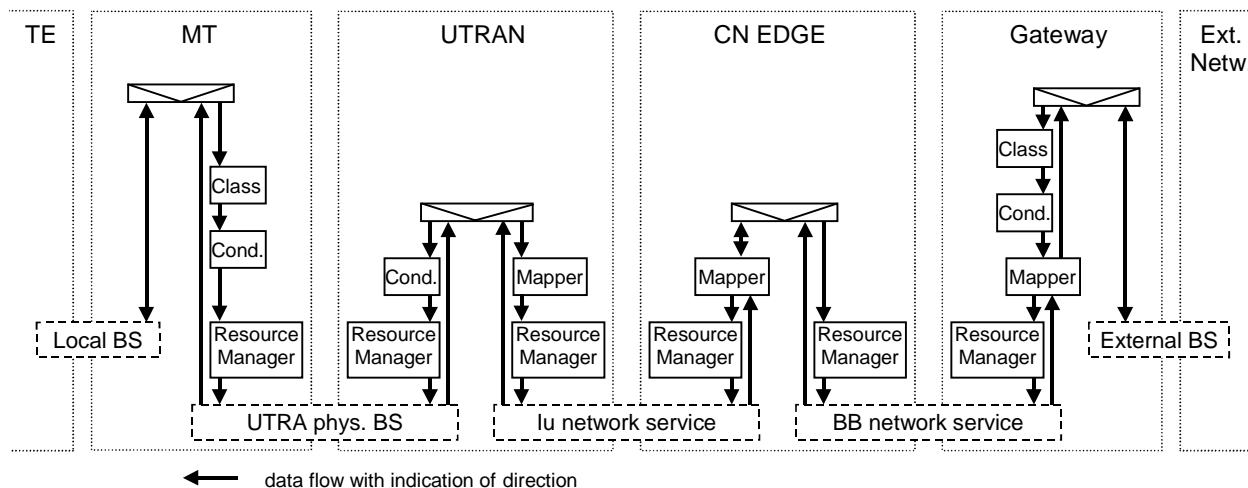 TE
MT
UTRAN
CN EDGE
Gateway
Ext.
Netw.
Class
Cond.
Resource
Manager
Local BS
UTRA phys. BS
Cond.
Resource
Manager
Mapper
Resource
Manager
Iu network service
Mapper
Resource
Manager
Resource
Manager
BB network service
Class
Cond.
Mapper
Resource
Manager
External BS
data flow with indication of direction